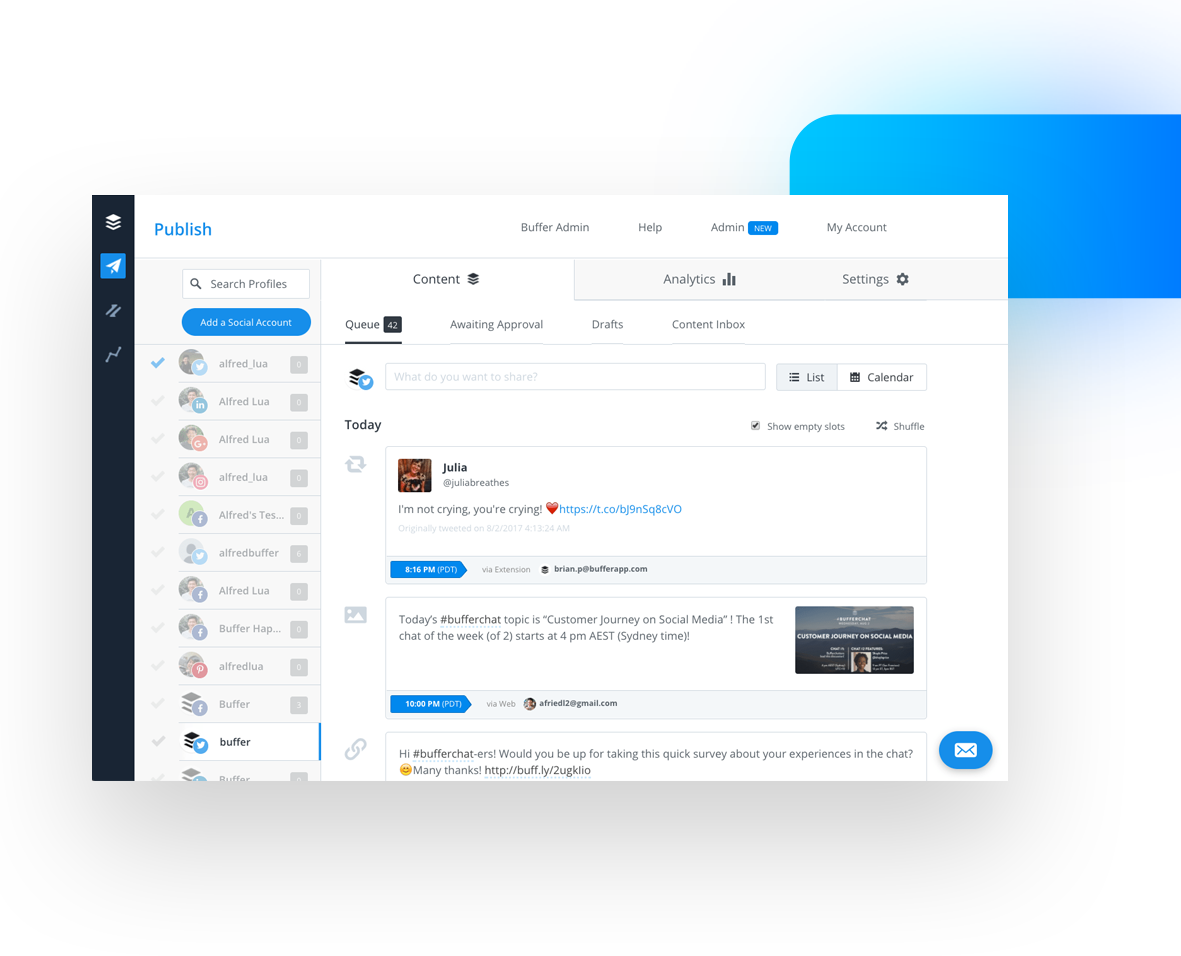 Publish
Buffer Admin
Help
Admin NEW
My Account
Search Profiles
Add a Social Account
Content
Analytics
Settings
Queue 42
Awaiting Approval
Drafts
Content Inbox
alfred_lua 0
Alfred Lua 0
Alfred Lua 0
alfred_lua 0
Alfred's Tes... 0
alfredbuffer 6
Alfred Lua 0
Buffer Hap... 0
alfredlua 0
Buffer 3
buffer
Buffer 0
What do you want to share?
List
Calendar
Today
Show empty slots
Shuffle
Julia
@juliabreathes
I'm not crying, you're crying! ❤️https://t.co/bJ9nSq8cVO
Originally tweeted on 8/2/2017 4:13:24 AM
8:16 PM (PDT) via Extension brian.p@bufferapp.com
Today's #bufferchat topic is “Customer Journey on Social Media” ! The 1st
chat of the week (of 2) starts at 4 pm AEST (Sydney time)!
#BUFFERCHAT
CUSTOMER JOURNEY ON SOCIAL MEDIA
10:00 PM (PDT) via Web afriedl2@gmail.com
Hi #bufferchat-ers! Would you be up for taking this quick survey about your experiences in the chat?
😊Many thanks! http://buff.ly/2ugkIio